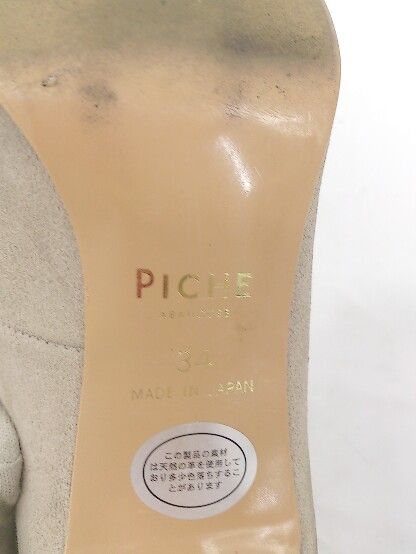 PICHE
ABAHOUSE
34
MADE IN JAPAN
この製品の素材
は天然の革を使用して
おり多少色落ちするこ
とがあります